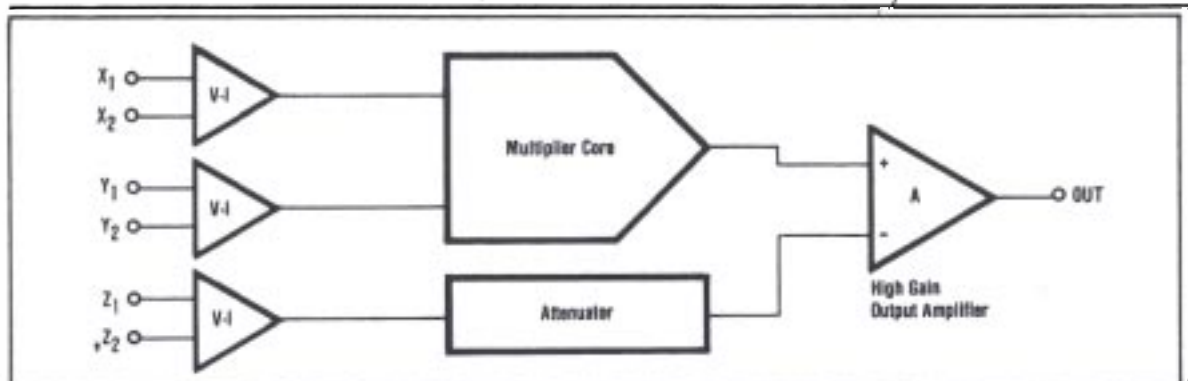 X1
V-I
X2
Multiplier Core
Y1
V-I
Y2
+
A
OUT
-
Z1
V-I
Attenuator
,Z2
High Gain
Output Amplifier